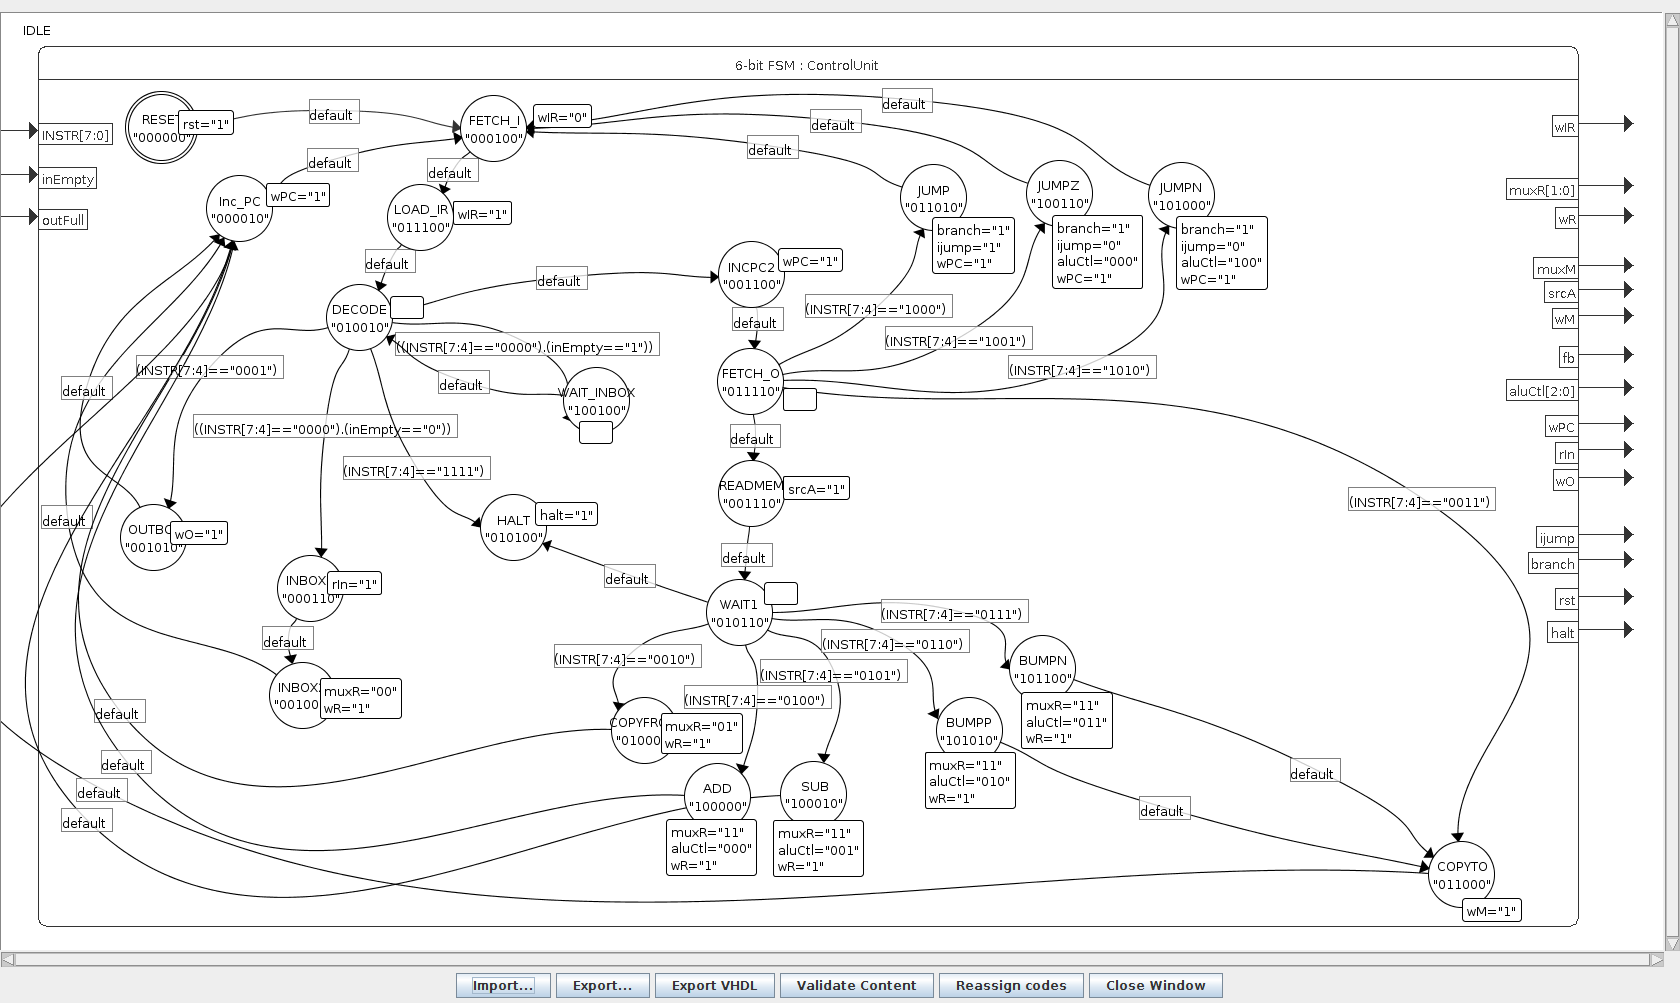 IDLE
6-bit FSM : ControlUnit
INSTR[7:0]
inEmpty
outFull
"000000"
rst="1"
default
FETCH_I
"000100"
wIR="0"
default
default
default
default
default
default
Inc_PC
"000010"
wPC="1"
LOAD_IR
"011100"
wIR="1"
default
JUMP
"011010"
branch="1"
ijump="1"
wPC="1"
JUMPZ
"100110"
branch="1"
ijump="0"
aluCtl="000"
wPC="1"
JUMPN
"101000"
branch="1"
ijump="0"
aluCtl="100"
wPC="1"
INCPC2
"001100"
wPC="1"
default
default
DECODE
"010010"
(INSTR[7:4]=="1000")
(INSTR[7:4]=="1001")
(INSTR[7:4]=="1010")
((INSTR[7:4]=="0000").(inEmpty=="1"))
default
(INSTR[7:4]=="0001")
default
WAIT_INBOX
"100100"
FETCH_O
"011110"
((INSTR[7:4]=="0000").(inEmpty=="0"))
default
(INSTR[7:4]=="1111")
READMEM
"001110"
srcA="1"
(INSTR[7:4]=="0011")
default
"001010"
wO="1"
HALT
"010100"
halt="1"
default
default
INBOX
"000110"
rIn="1"
default
WAIT1
"010110"
(INSTR[7:4]=="0111")
(INSTR[7:4]=="0110")
(INSTR[7:4]=="0010")
(INSTR[7:4]=="0101")
(INSTR[7:4]=="0100")
BUMPN
"101100"
muxR="11"
aluCtl="011"
wR="1"
muxR="00"
wR="1"
muxR="01"
wR="1"
BUMPP
"101010"
muxR="11"
aluCtl="010"
wR="1"
default
default
default
default
default
default
ADD
"100000"
muxR="11"
aluCtl="000"
wR="1"
SUB
"100010"
muxR="11"
aluCtl="001"
wR="1"
COPYTO
"011000"
wM="1"
wIR
muxR[1:0]
wR
muxM
srcA
wM
fb
aluCtl[2:0]
wPC
rIn
wO
ijump
branch
rst
halt
Import...
Export...
Export VHDL
Validate Content
Reassign codes
Close Window